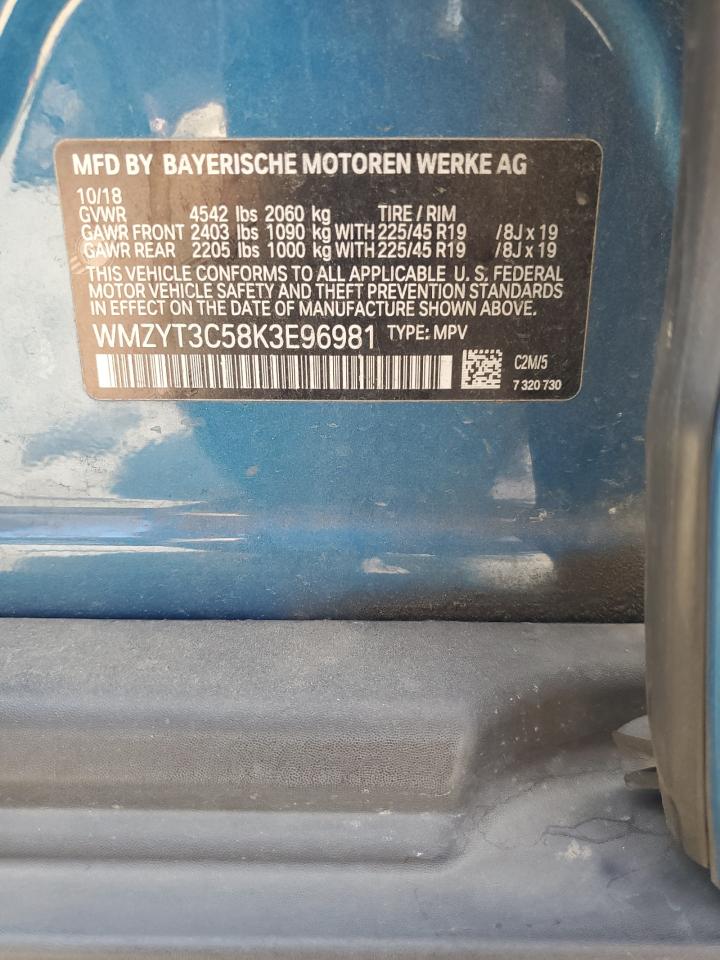 MFD BY BAYERISCHE MOTOREN WERKE AG
10/18
GVWR 4542 lbs 2060 kg TIRE / RIM
GAWR FRONT 2403 lbs 1090 kg WITH 225/45 R19 /8J x 19
GAWR REAR 2205 lbs 1000 kg WITH 225/45 R19 /8J x 19
THIS VEHICLE CONFORMS TO ALL APPLICABLE U. S. FEDERAL
MOTOR VEHICLE SAFETY AND THEFT PREVENTION STANDARDS
IN EFFECT ON THE DATE OF MANUFACTURE SHOWN ABOVE.
WMZYT3C58K3E96981 TYPE: MPV
C2M/5
7 320 730